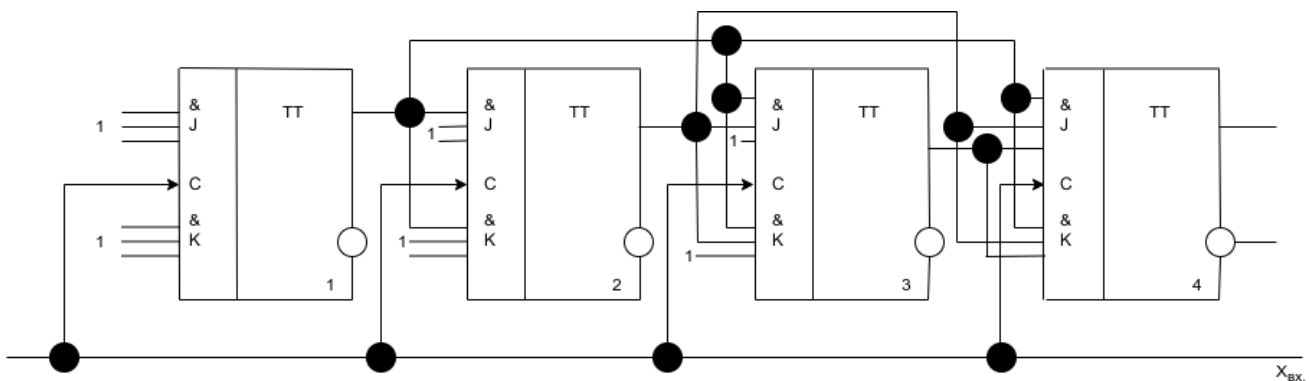 & TT & TT & TT & TT
1 J 1 J 1 J J
C C C C
& & & &
1 K 1 K 1 K K
1 2 3 4
Xвх.